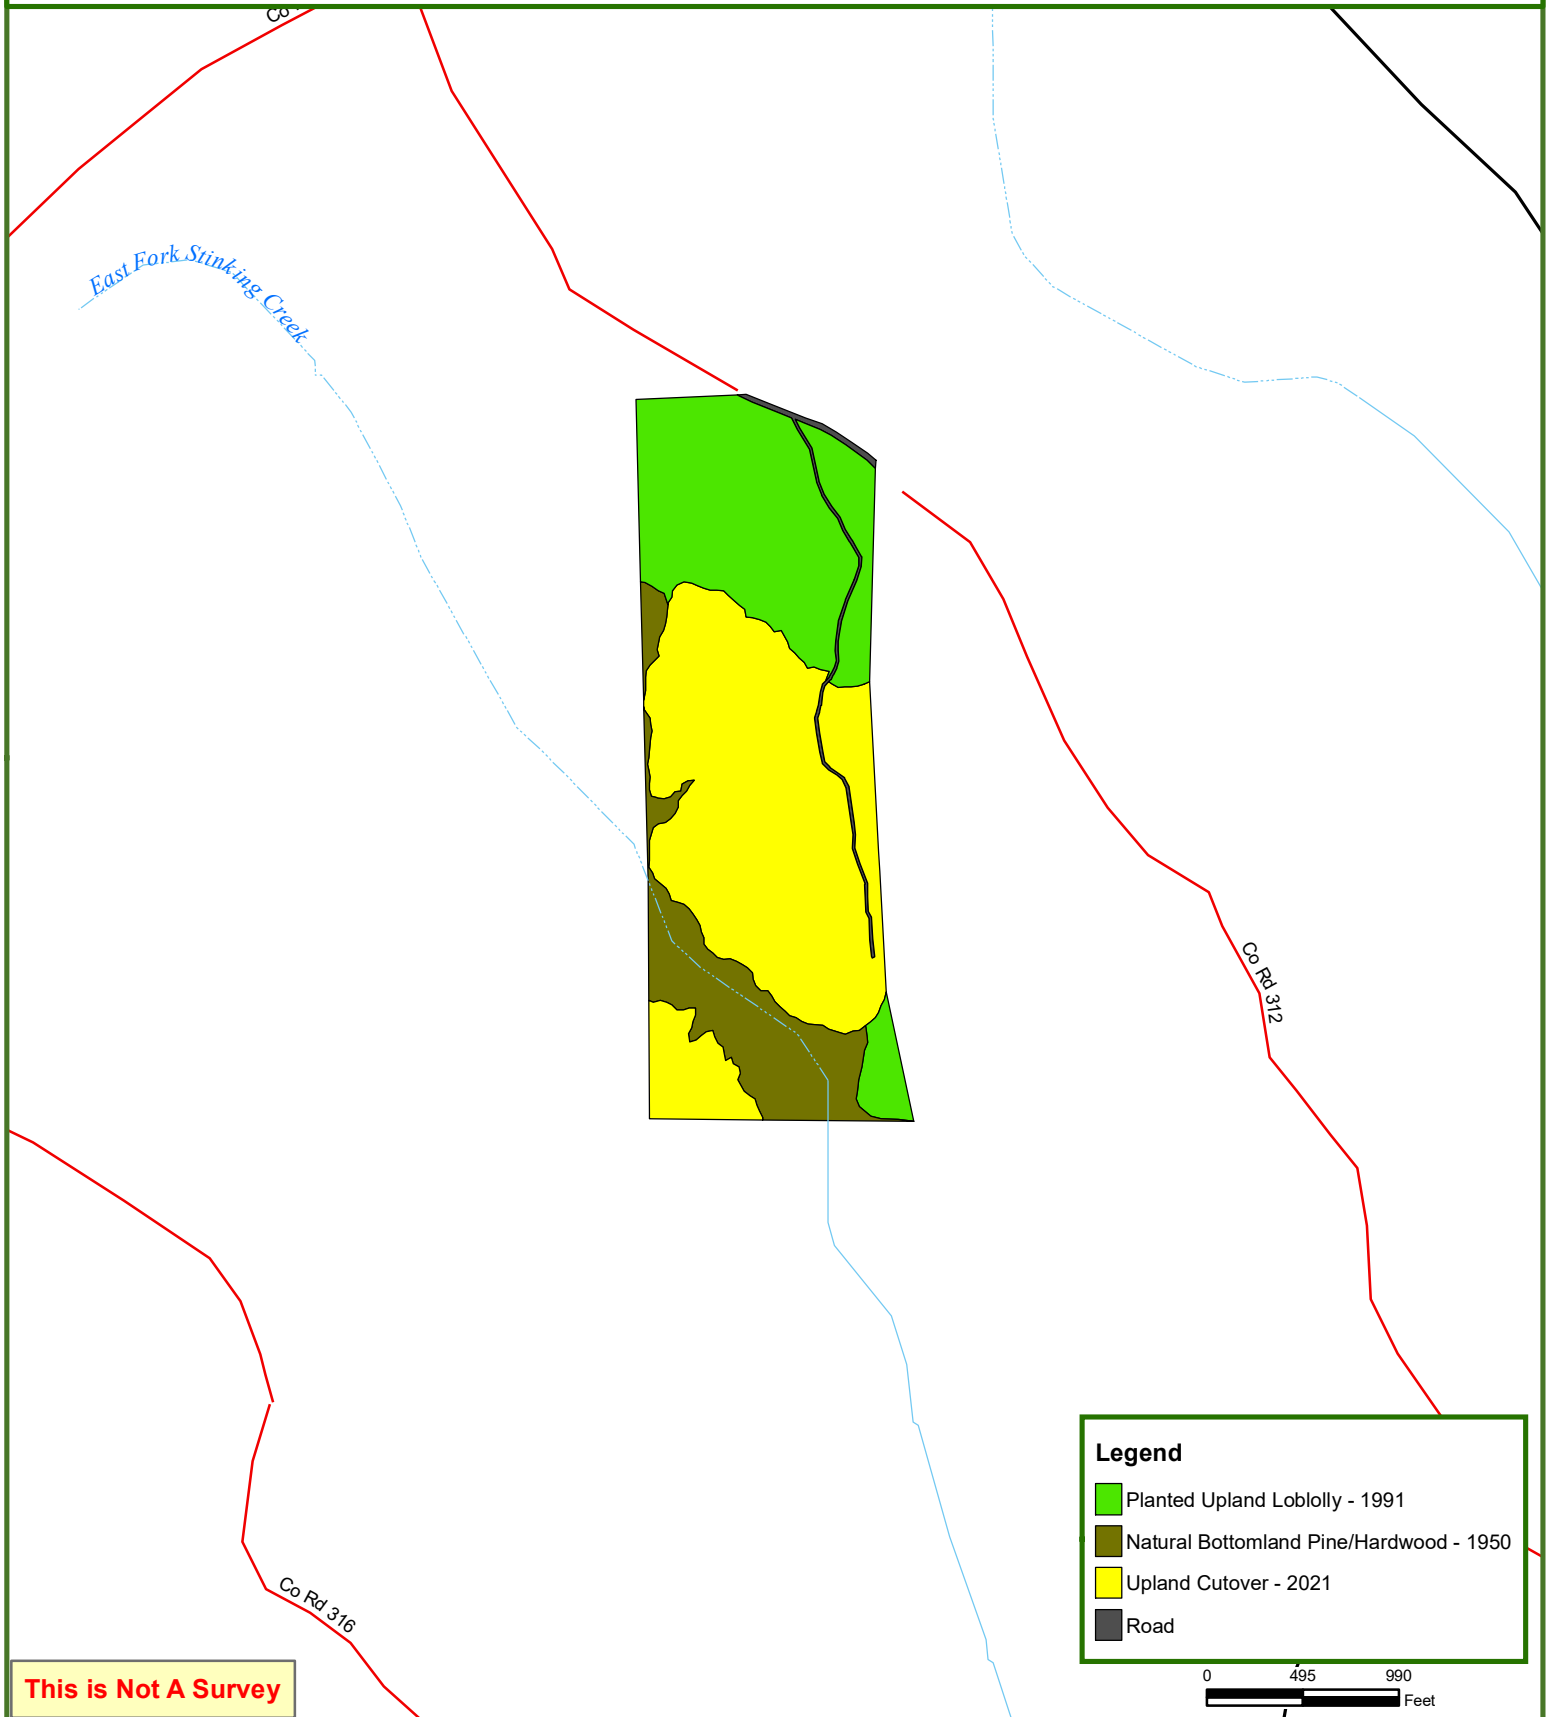 Co
East Fork Stinking Creek
Co Rd 312
Legend
Planted Upland Loblolly - 1991
Natural Bottomland Pine/Hardwood - 1950
Upland Cutover - 2021
Road
Co Rd 316
This is Not A Survey
0 495 990
Feet